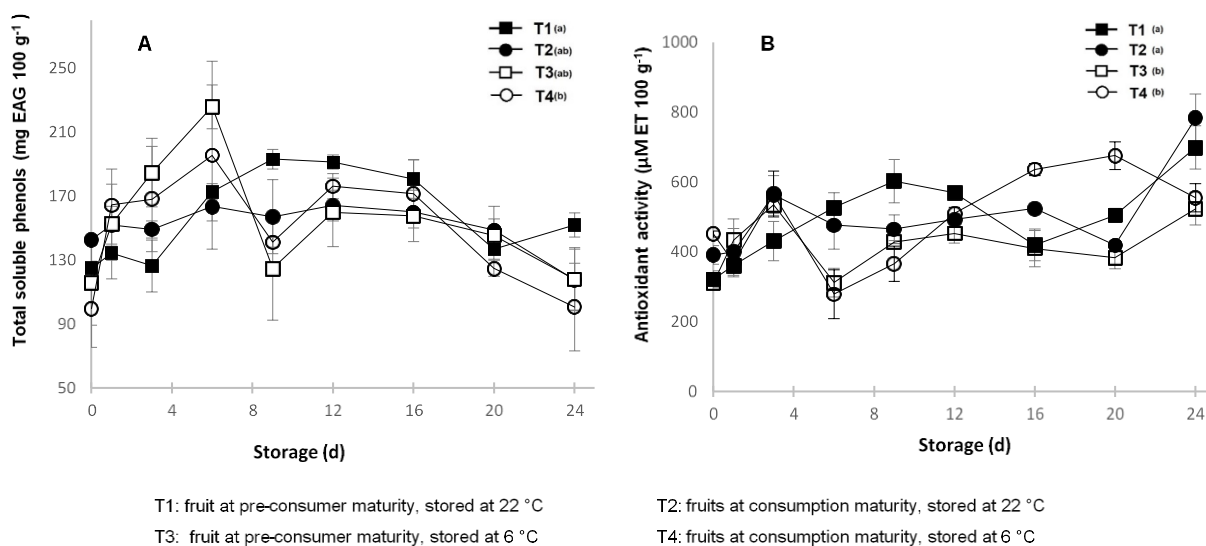 A
T1 (a)
T2 (ab)
T3 (ab)
T4 (b)
Total soluble phenols (mg EAG 100 g-1)
250
210
170
130
90
50
0 4 8 12 16 20 24
Storage (d)
B
T1 (a)
T2 (a)
T3 (b)
T4 (b)
Antioxidant activity (µM ET 100 g-1)
1000
800
600
400
200
0
0 4 8 12 16 20 24
Storage (d)
T1: fruit at pre-consumer maturity, stored at 22 °C
T2: fruits at consumption maturity, stored at 22 °C
T3: fruit at pre-consumer maturity, stored at 6 °C
T4: fruits at consumption maturity, stored at 6 °C